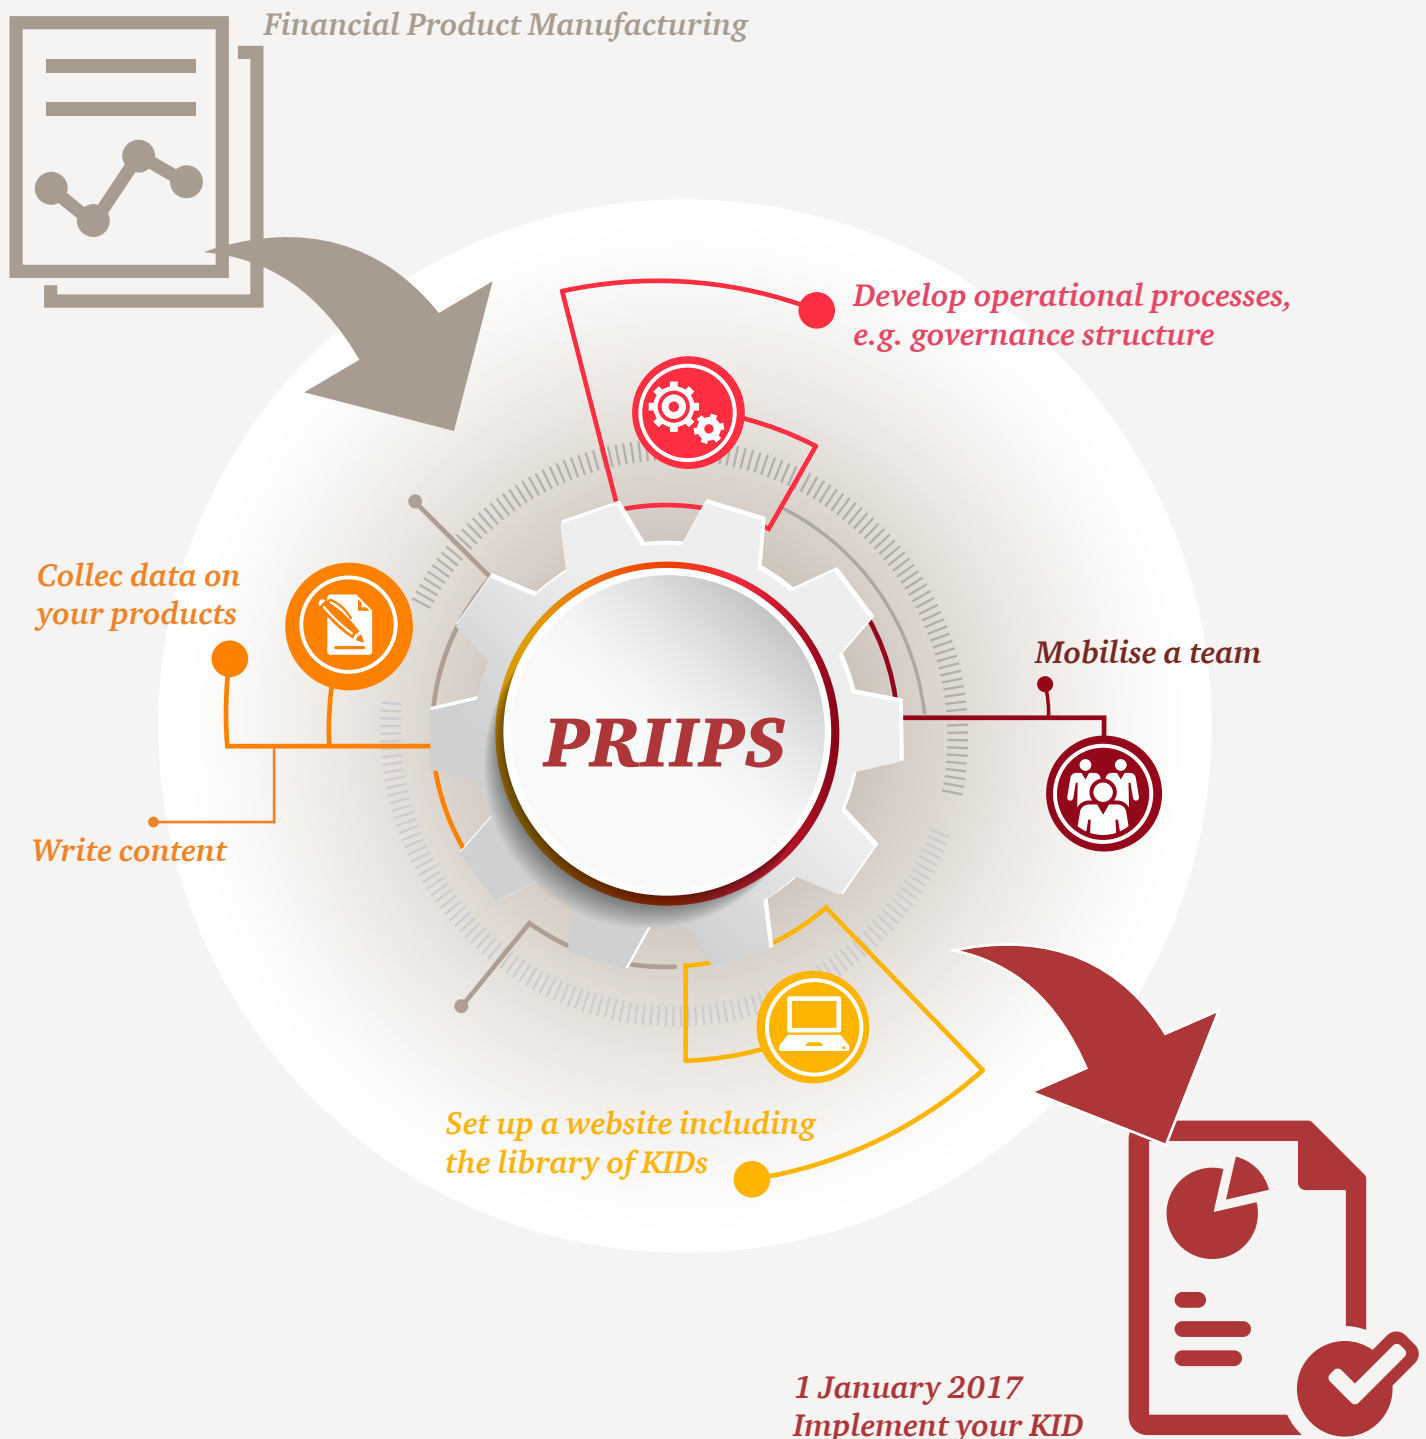 Financial Product Manufacturing
Develop operational processes,
e.g. governance structure
Collec data on
your products
Mobilise a team
PRIIPS
Write content
Set up a website including
the library of KIDs
1 January 2017
Implement your KID